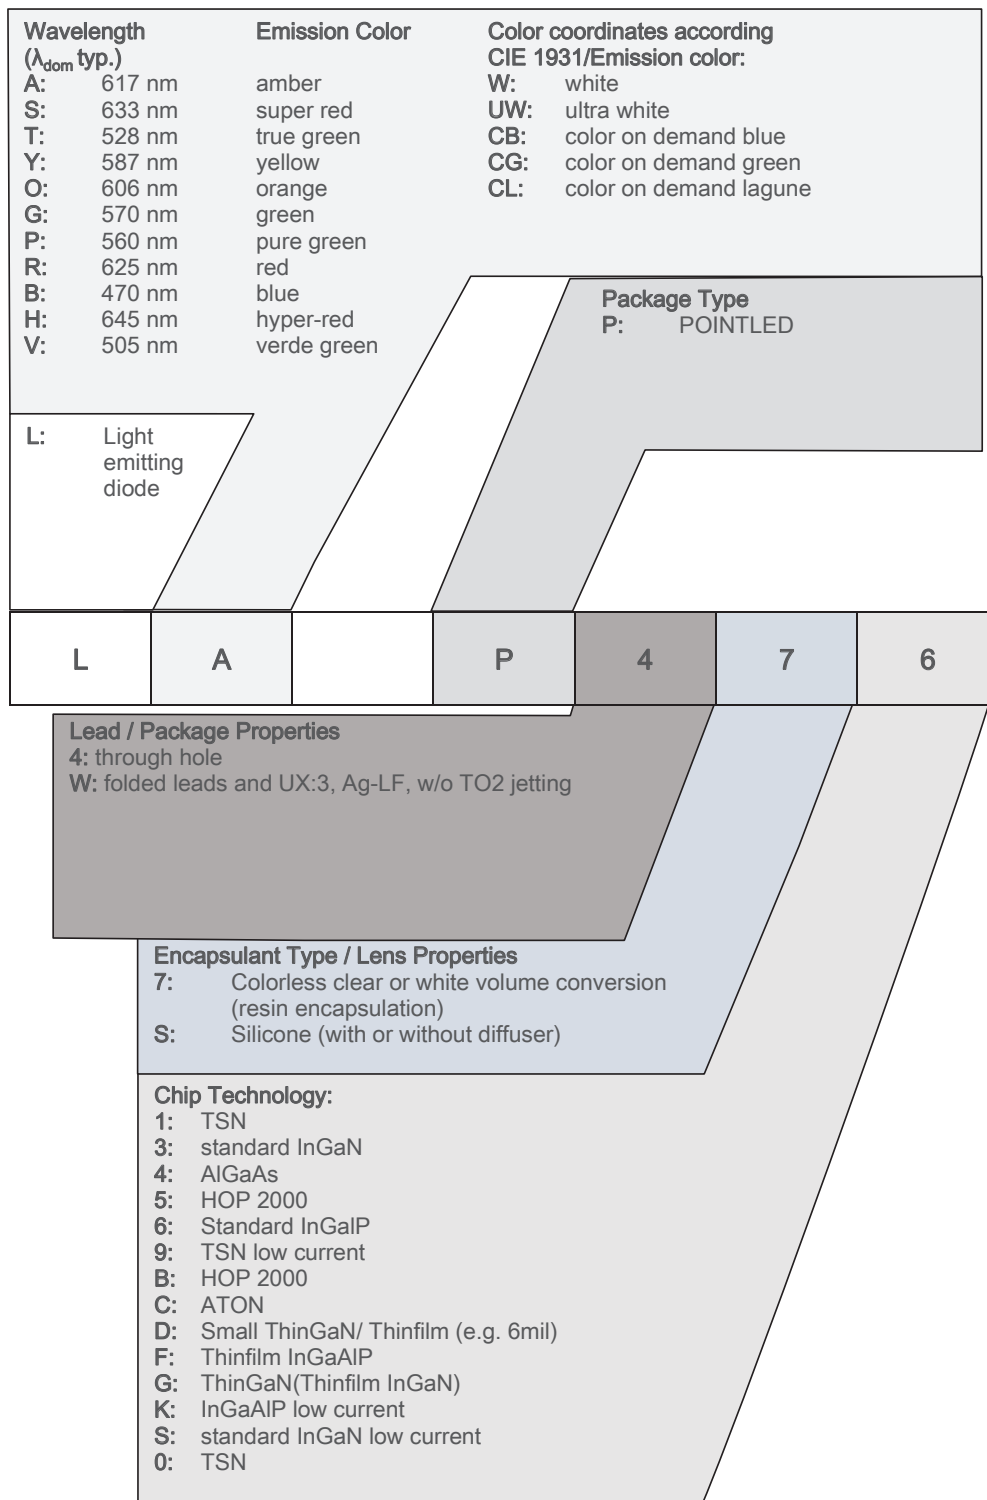 Wavelength Emission Color
(λdom typ.)
A: 617 nm amber
S: 633 nm super red
T: 528 nm true green
Y: 587 nm yellow
O: 606 nm orange
G: 570 nm green
P: 560 nm pure green
R: 625 nm red
B: 470 nm blue
H: 645 nm hyper-red
V: 505 nm verde green
Color coordinates according
CIE 1931/Emission color:
W: white
UW: ultra white
CB: color on demand blue
CG: color on demand green
CL: color on demand lagune
Package Type
P: POINTLED
L: Light
emitting
diode
L A P 4 7 6
Lead / Package Properties
4: through hole
W: folded leads and UX:3, Ag-LF, w/o TO2 jetting
Encapsulant Type / Lens Properties
7: Colorless clear or white volume conversion
(resin encapsulation)
S: Silicone (with or without diffuser)
Chip Technology:
1: TSN
3: standard InGaN
4: AlGaAs
5: HOP 2000
6: Standard InGalP
9: TSN low current
B: HOP 2000
C: ATON
D: Small ThinGaN/ Thinfilm (e.g. 6mil)
F: Thinfilm InGaAlP
G: ThinGaN(Thinfilm InGaN)
K: InGaAlP low current
S: standard InGaN low current
0: TSN